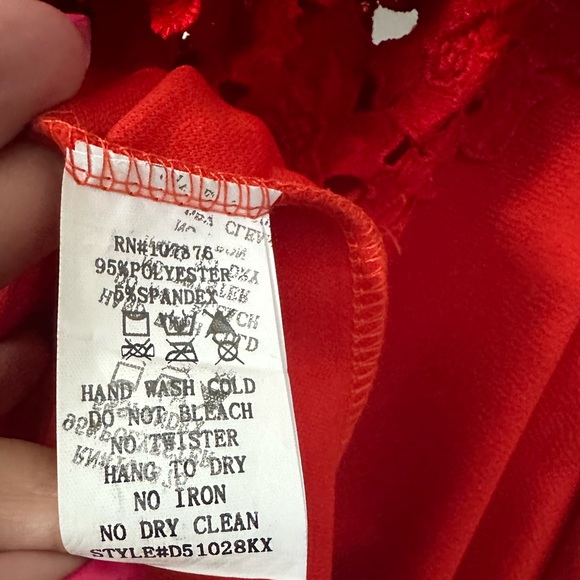 RN#107876
95%POLYESTER
5%SPANDEX
HAND WASH COLD
DO NOT BLEACH
NO TWISTER
HANG TO DRY
NO IRON
NO DRY CLEAN
STYLE#D51028KX